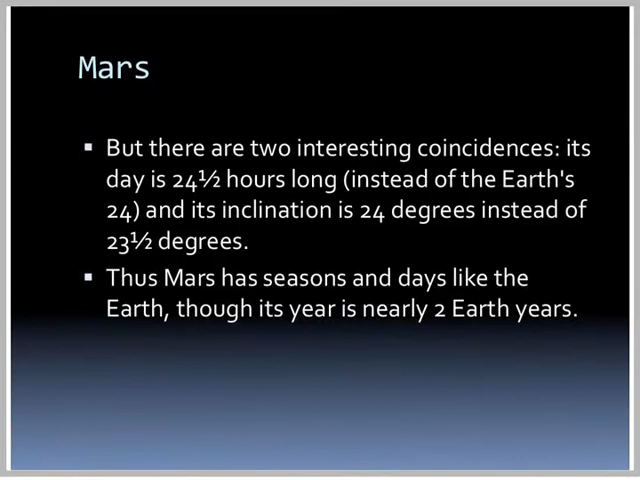 Mars
▪ But there are two interesting coincidences: its
day is 24½ hours long (instead of the Earth's
24) and its inclination is 24 degrees instead of
23½ degrees.
▪ Thus Mars has seasons and days like the
Earth, though its year is nearly 2 Earth years.